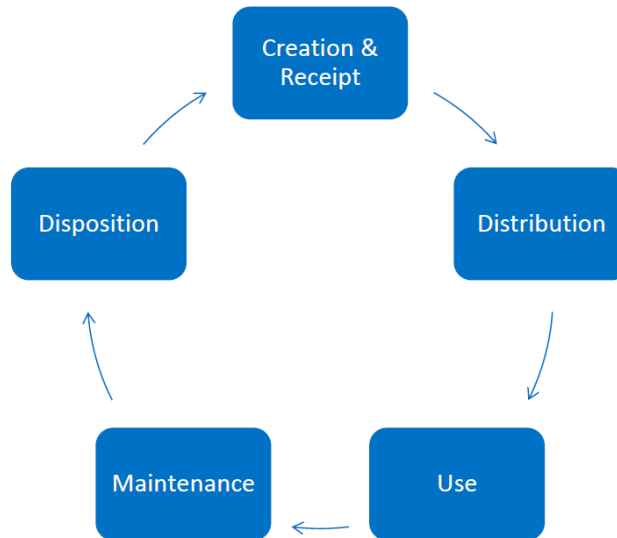 Creation &
Receipt
Distribution
Use
Maintenance
Disposition